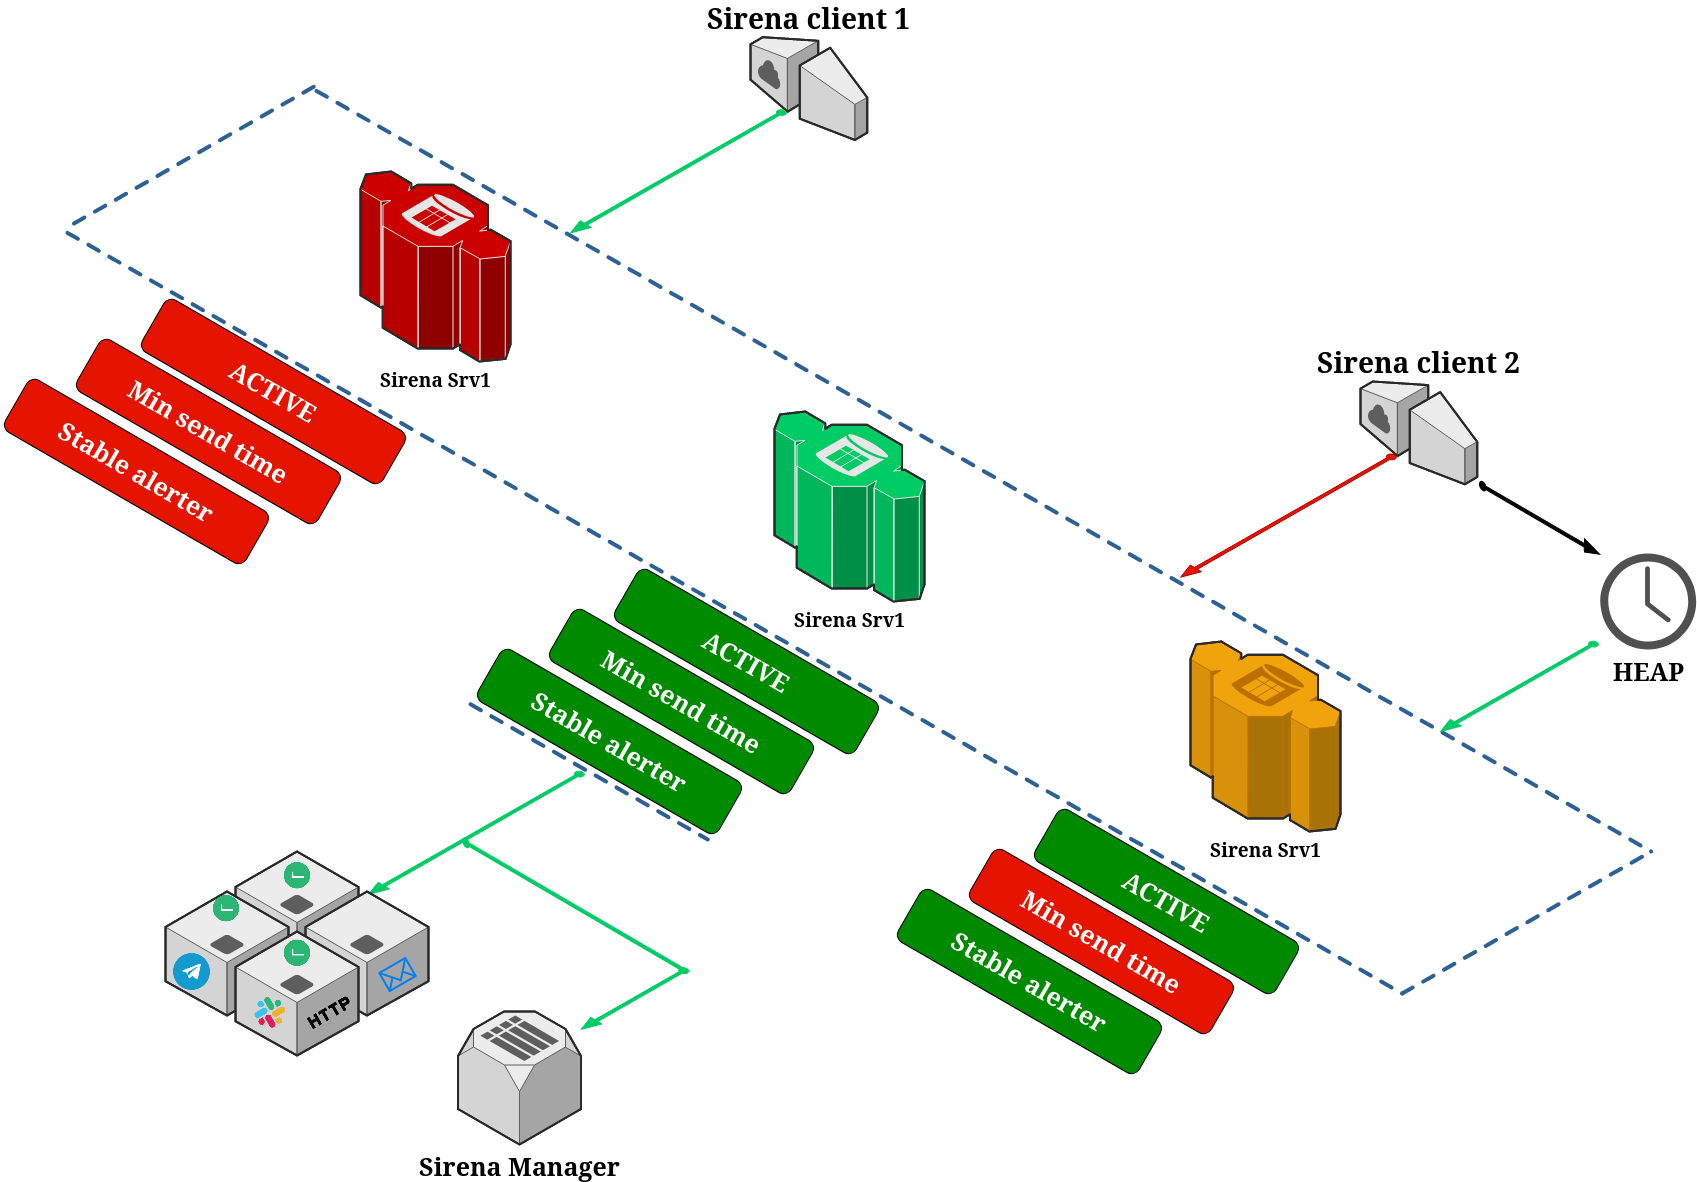 Sirena client 1
Sirena Srv1
ACTIVE
Min send time
Stable alerter
Sirena client 2
Sirena Srv1
ACTIVE
Min send time
Stable alerter
HEAP
Sirena Srv1
ACTIVE
Min send time
Stable alerter
HTTP
Sirena Manager